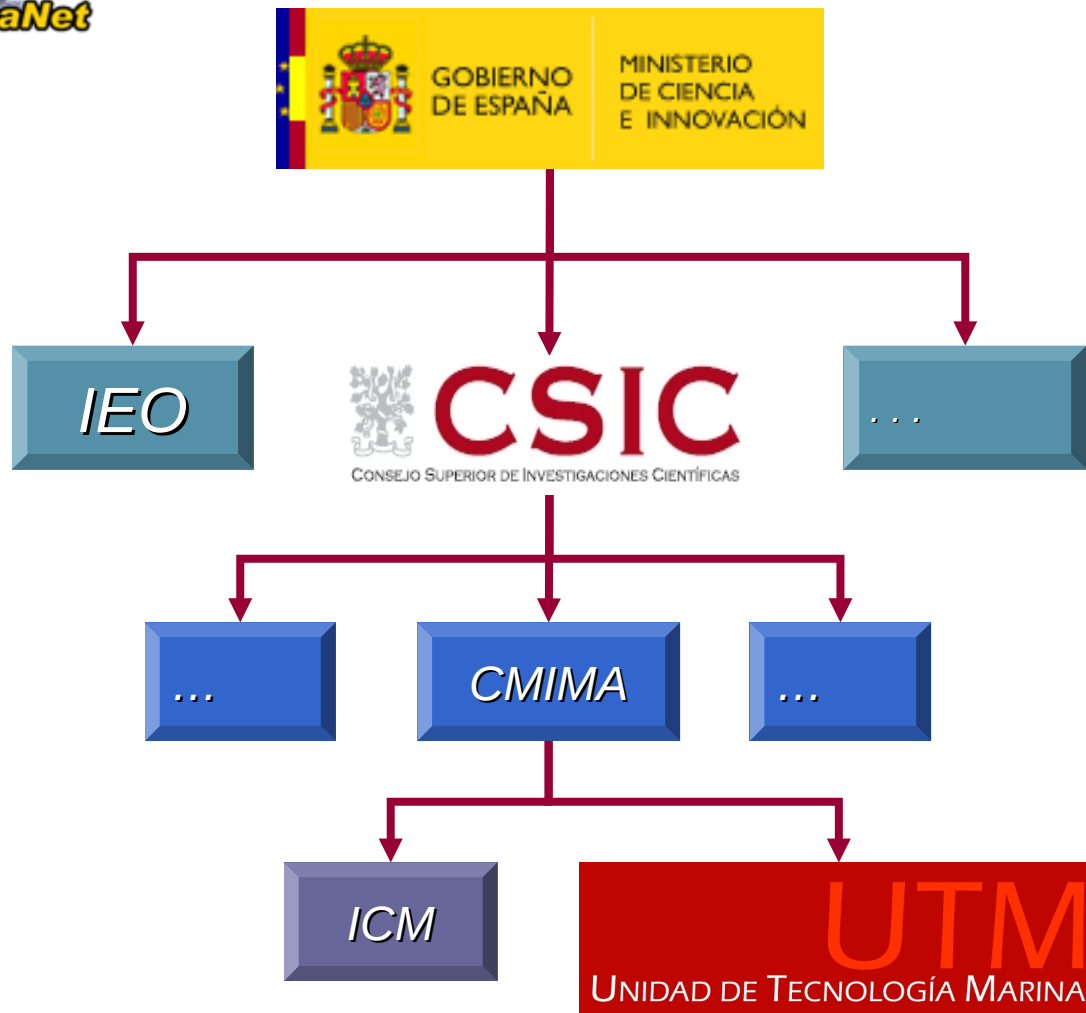 aNet
GOBIERNO
DE ESPAÑA
MINISTERIO
DE CIENCIA
E INNOVACIÓN
IEO
CSIC
CONSEJO SUPERIOR DE INVESTIGACIONES CIENTÍFICAS
. . .
...
CMIMA
...
ICM
UTM
UNIDAD DE TECNOLOGÍA MARINA